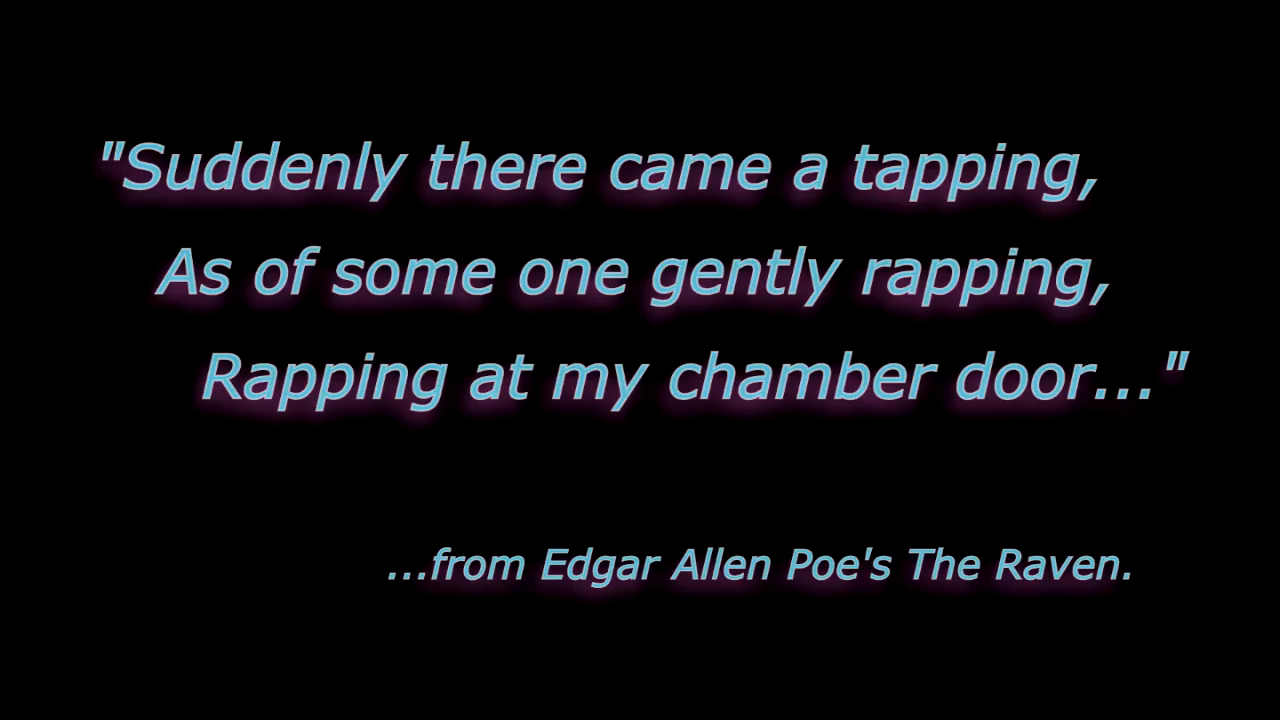 "Suddenly there came a tapping,
As of some one gently rapping,
Rapping at my chamber door..."
...from Edgar Allen Poe's The Raven.